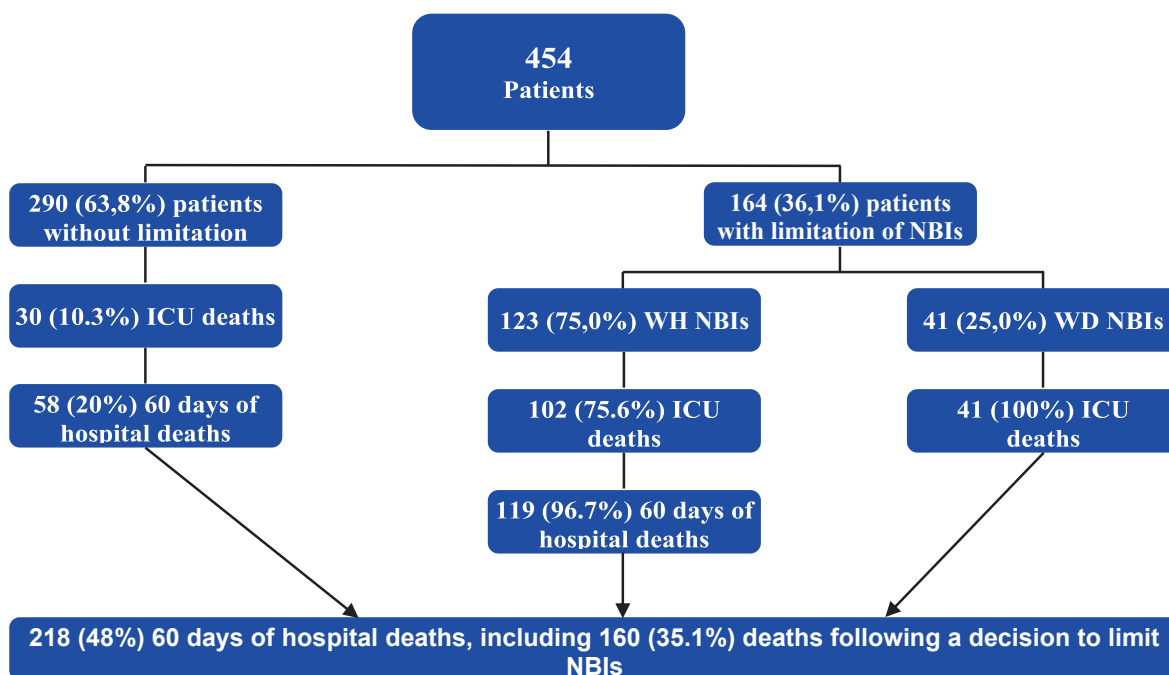 454
Patients
290 (63,8%) patients
without limitation
164 (36,1%) patients
with limitation of NBIs
30 (10.3%) ICU deaths
123 (75,0%) WH NBIs
41 (25,0%) WD NBIs
58 (20%) 60 days of
hospital deaths
102 (75.6%) ICU
deaths
41 (100%) ICU
deaths
119 (96.7%) 60 days of
hospital deaths
218 (48%) 60 days of hospital deaths, including 160 (35.1%) deaths following a decision to limit
NBIs